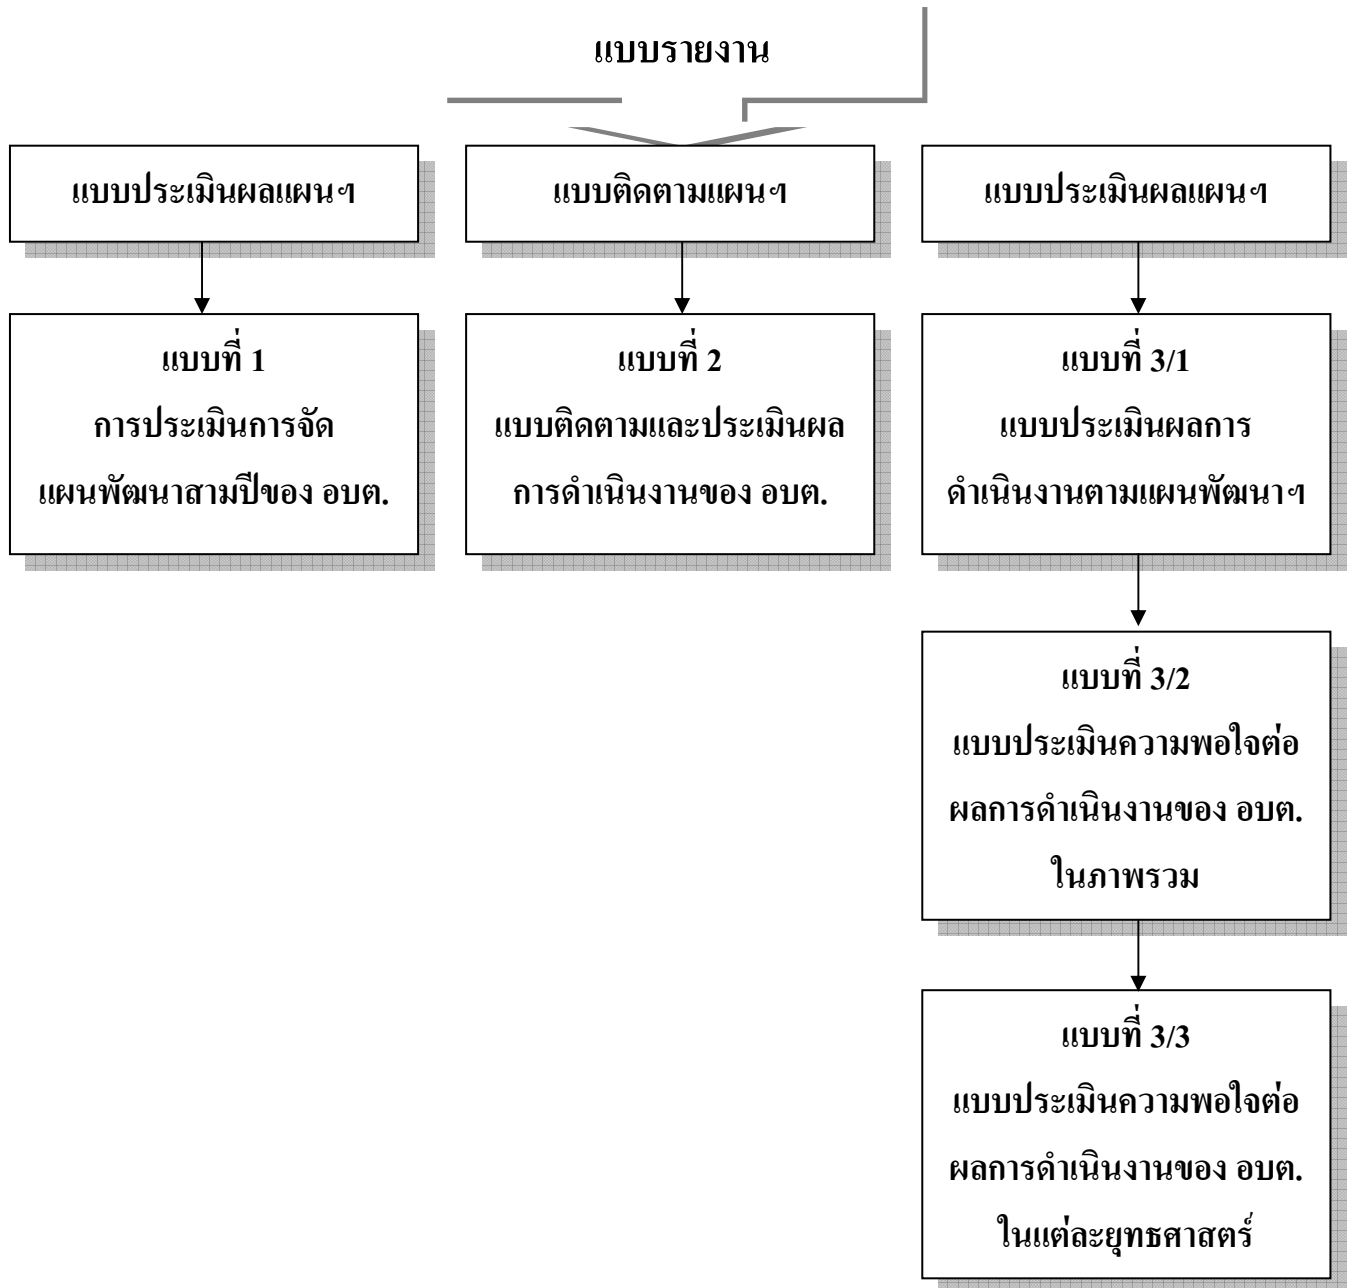 แบบรายงาน
แบบประเมินผลแผนฯ
แบบติดตามแผนฯ
แบบประเมินผลแผนฯ
แบบที่ 1
การประเมินการจัด
แผนพัฒนาสามปีของ อบต.
แบบที่ 2
แบบติดตามและประเมินผล
การดำเนินงานของ อบต.
แบบที่ 3/1
แบบประเมินผลการ
ดำเนินงานตามแผนพัฒนาฯ
แบบที่ 3/2
แบบประเมินความพอใจต่อ
ผลการดำเนินงานของ อบต.
ในภาพรวม
แบบที่ 3/3
แบบประเมินความพอใจต่อ
ผลการดำเนินงานของ อบต.
ในแต่ละยุทธศาสตร์